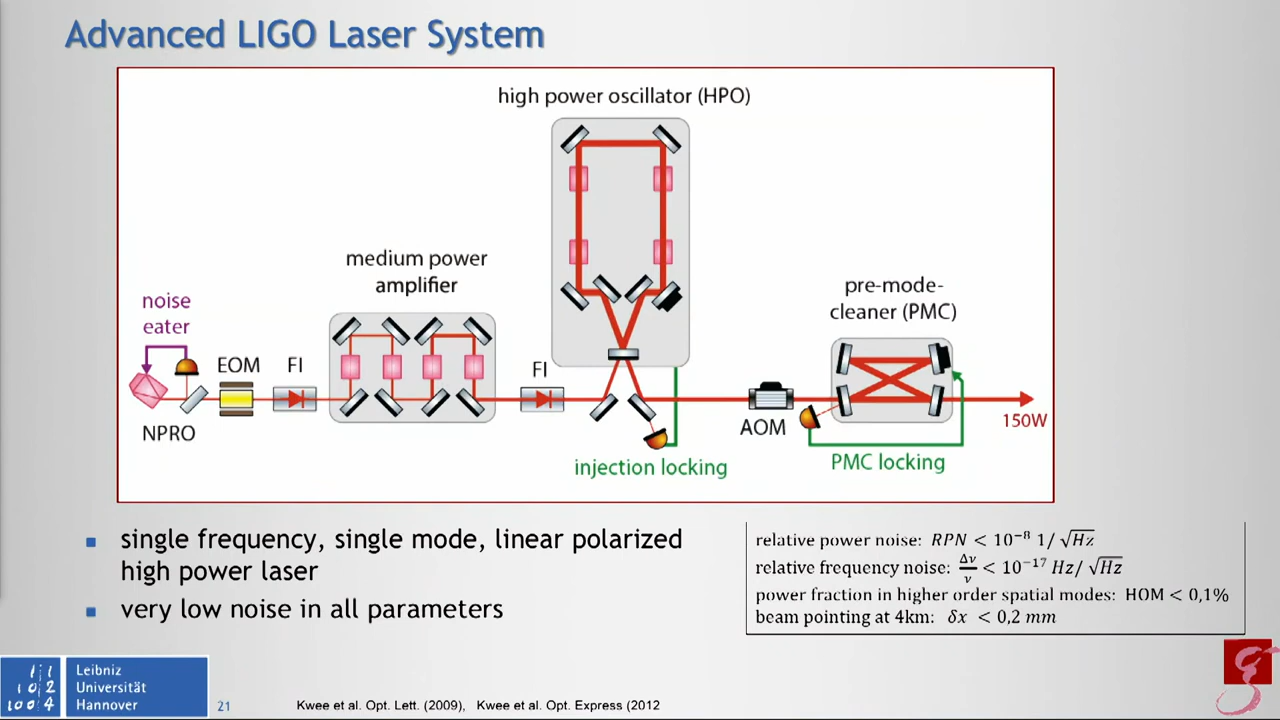 Advanced LIGO Laser System
high power oscillator (HPO)
medium power
amplifier
noise
eater
EOM
FI
NPRO
FI
pre-mode-
cleaner (PMC)
AOM
150W
injection locking
PMC locking
single frequency, single mode, linear polarized
high power laser
very low noise in all parameters
relative power noise: RPN < 10⁻⁸ 1/√Hz
relative frequency noise: Δν/ν < 10⁻¹⁷ Hz/√Hz
power fraction in higher order spatial modes: HOM < 0,1%
beam pointing at 4km: δx < 0,2 mm
Leibniz
Universität
Hannover
21
Kwee et al. Opt. Lett. (2009), Kwee et al. Opt. Express (2012